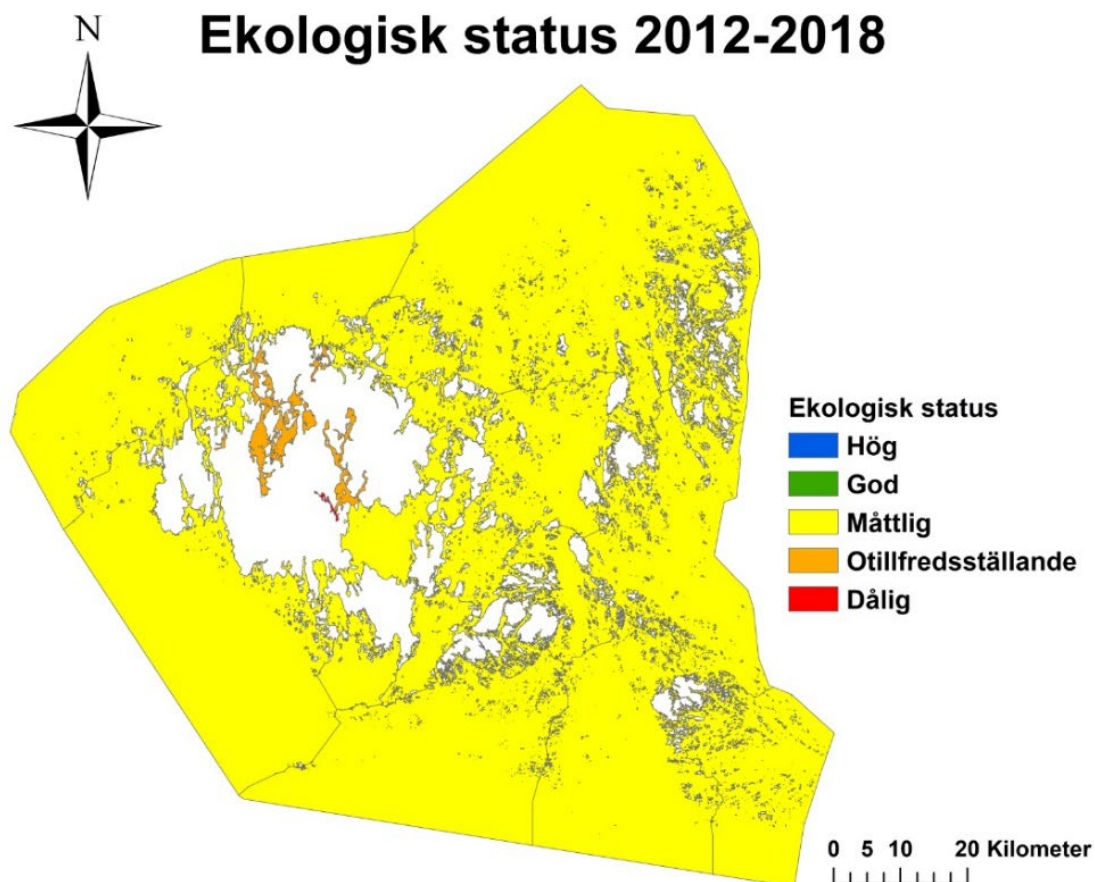 N
Ekologisk status 2012-2018
Ekologisk status
Hög
God
Måttlig
Otillfredsställande
Dålig
0 5 10 20 Kilometer